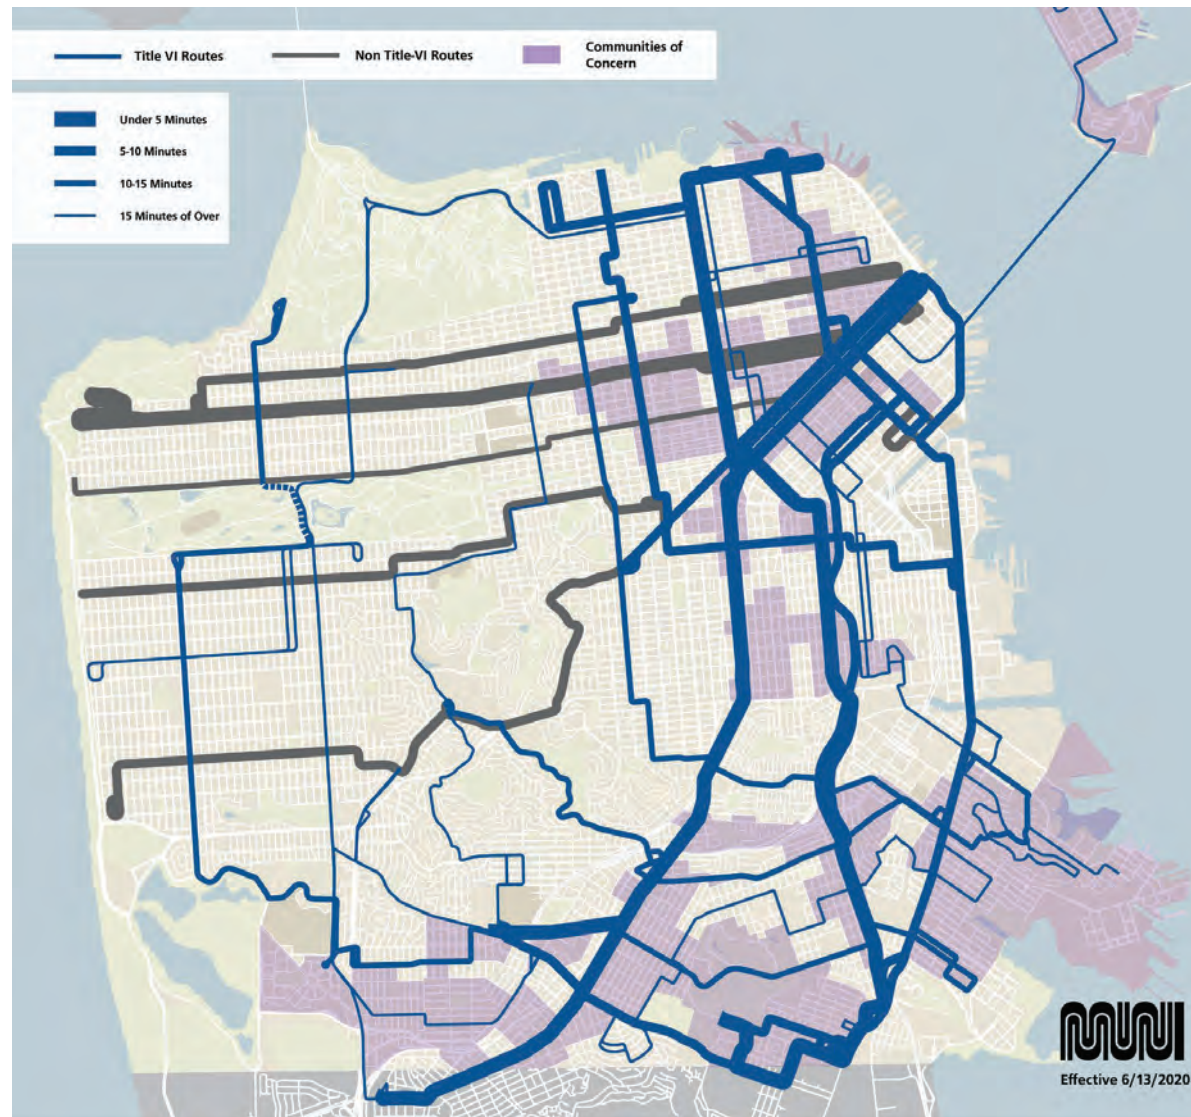 Title VI Routes
Non Title-VI Routes
Communities of
Concern
Under 5 Minutes
5-10 Minutes
10-15 Minutes
15 Minutes of Over
MUNI
Effective 6/13/2020